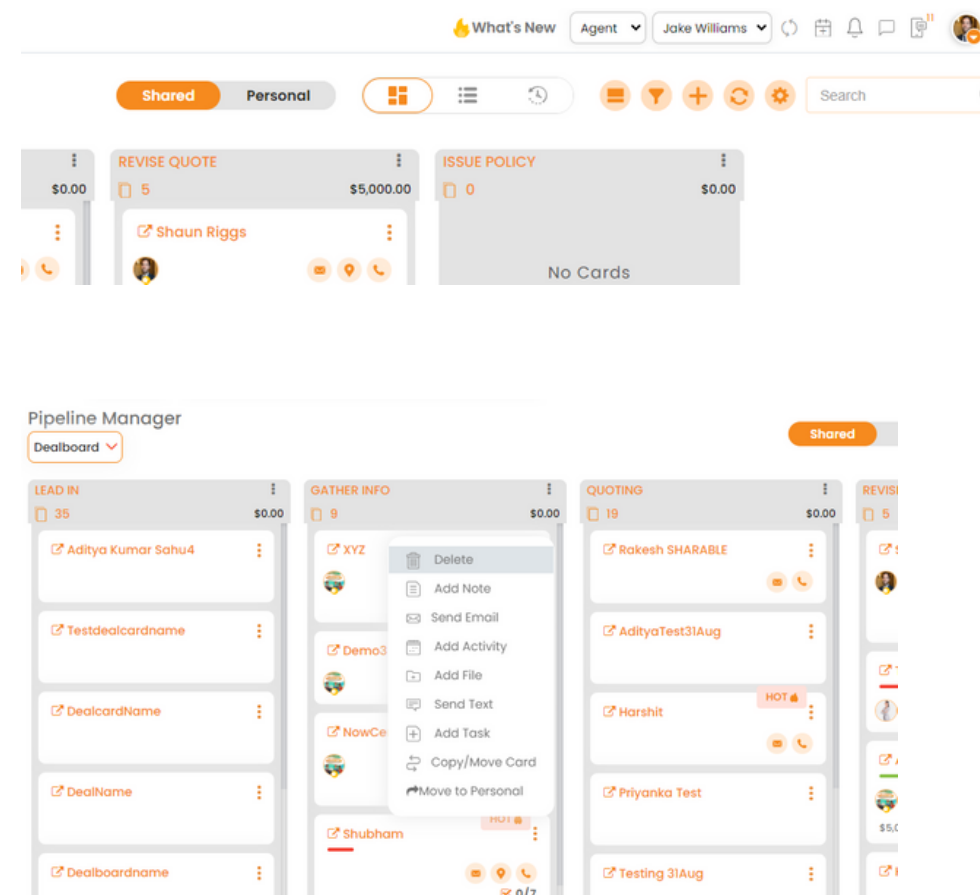 What's New Agent Jake Williams 11
Shared Personal Search
REVISE QUOTE ISSUE POLICY
$0.00 5 $5,000.00 0 $0.00
Shaun Riggs
No Cards
Pipeline Manager
Dealboard Shared
LEAD IN GATHER INFO QUOTING
35 $0.00 9 $0.00 19 $0.00 5
Aditya Kumar Sahu4 XYZ Rakesh SHARABLE
Delete
Add Note
Send Email
Testdealcardname AdityaTest31Aug
Demo3 Add Activity
Add File
HOT
Send Text
DealcardName Harshit
NowCe Add Task
Copy/Move Card
DealName Move to Personal Priyanka Test
HOT
Shubham
Dealboardname Testing 31Aug
0/7